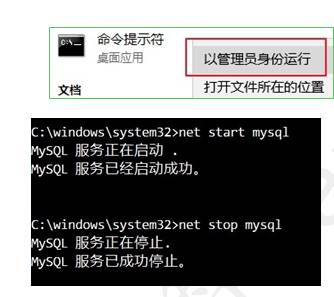 命令提示符
桌面应用
以管理员身份运行
文档
打开文件所在的位置
C:\windows\system32>net start mysql
MySQL 服务正在启动 .
MySQL 服务已经启动成功。
C:\windows\system32>net stop mysql
MySQL 服务正在停止.
MySQL 服务已成功停止。